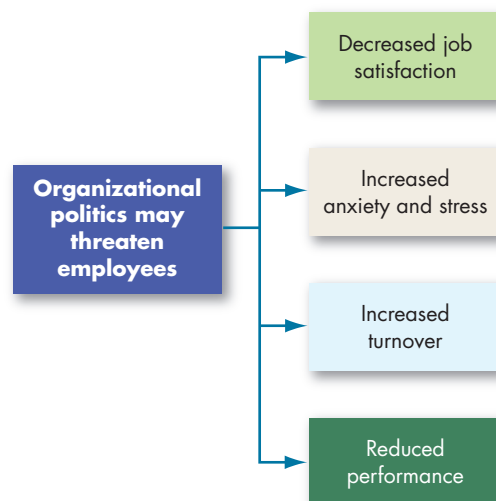 Decreased job
satisfaction
Organizational
politics may
threaten
employees
Increased
anxiety and stress
Increased
turnover
Reduced
performance